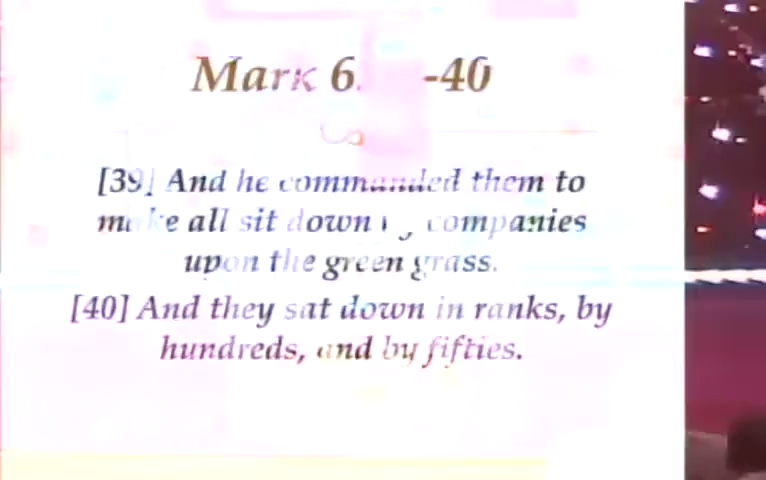 Mark 6 -40
[39] And he commanded them to
make all sit down companies
upon the green grass.
[40] And they sat down in ranks, by
hundreds, and by fifties.